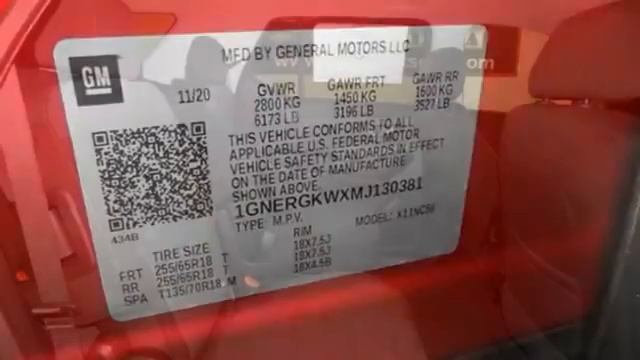 MFD BY GENERAL MOTORS LLC
GM
11/20
GVWR GAWR FRT GAWR RR
2800 KG 1450 KG 1600 KG
6173 LB 3196 LB 3527 LB
THIS VEHICLE CONFORMS TO ALL
APPLICABLE U.S. FEDERAL MOTOR
VEHICLE SAFETY STANDARDS IN EFFECT
ON THE DATE OF MANUFACTURE
SHOWN ABOVE.
1GNERGKWXMJ130381
TYPE: M.P.V. MODEL: X11NC56
434B
TIRE SIZE RIM
FRT 255/65R18 T 18X7.5J
RR 255/65R18 T 18X7.5J
SPA T135/70R18 M 18X4.5B